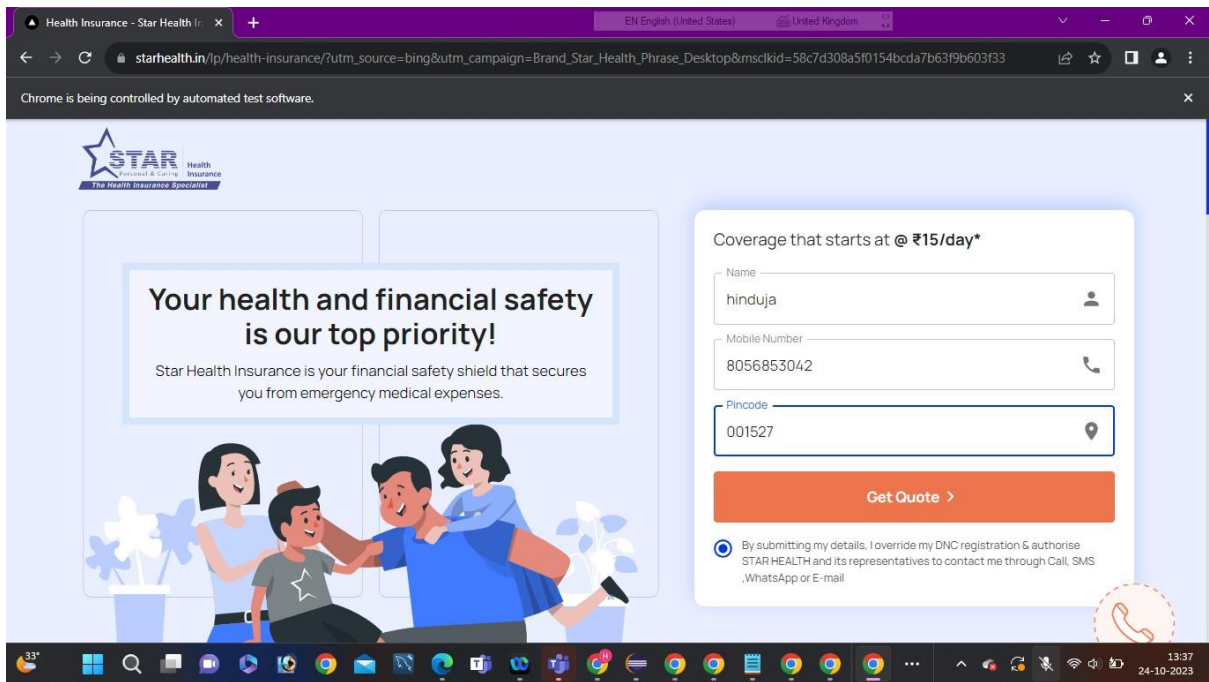 Health Insurance - Star Health In
EN English (United States) United Kingdom
starhealth.in/lp/health-insurance/?utm_source=bing&utm_campaign=Brand_Star_Health_Phrase_Desktop&msclkid=58c7d308a5f0154bcda7b63f9b603f33
Chrome is being controlled by automated test software.
STAR Health
Personal & Caring Insurance
The Health Insurance Specialist
Your health and financial safety
is our top priority!
Star Health Insurance is your financial safety shield that secures
you from emergency medical expenses.
Coverage that starts at @ ₹15/day*
Name
hinduja
Mobile Number
8056853042
Pincode
001527
Get Quote >
By submitting my details, I override my DNC registration & authorise
STAR HEALTH and its representatives to contact me through Call, SMS
,WhatsApp or E-mail
33°
13:37
24-10-2023